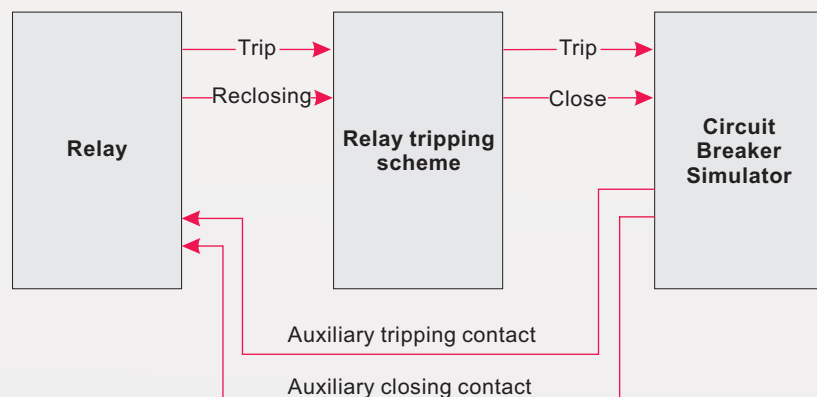 Trip
Trip
Reclosing
Close
Relay
Relay tripping
scheme
Circuit
Breaker
Simulator
Auxiliary tripping contact
Auxiliary closing contact